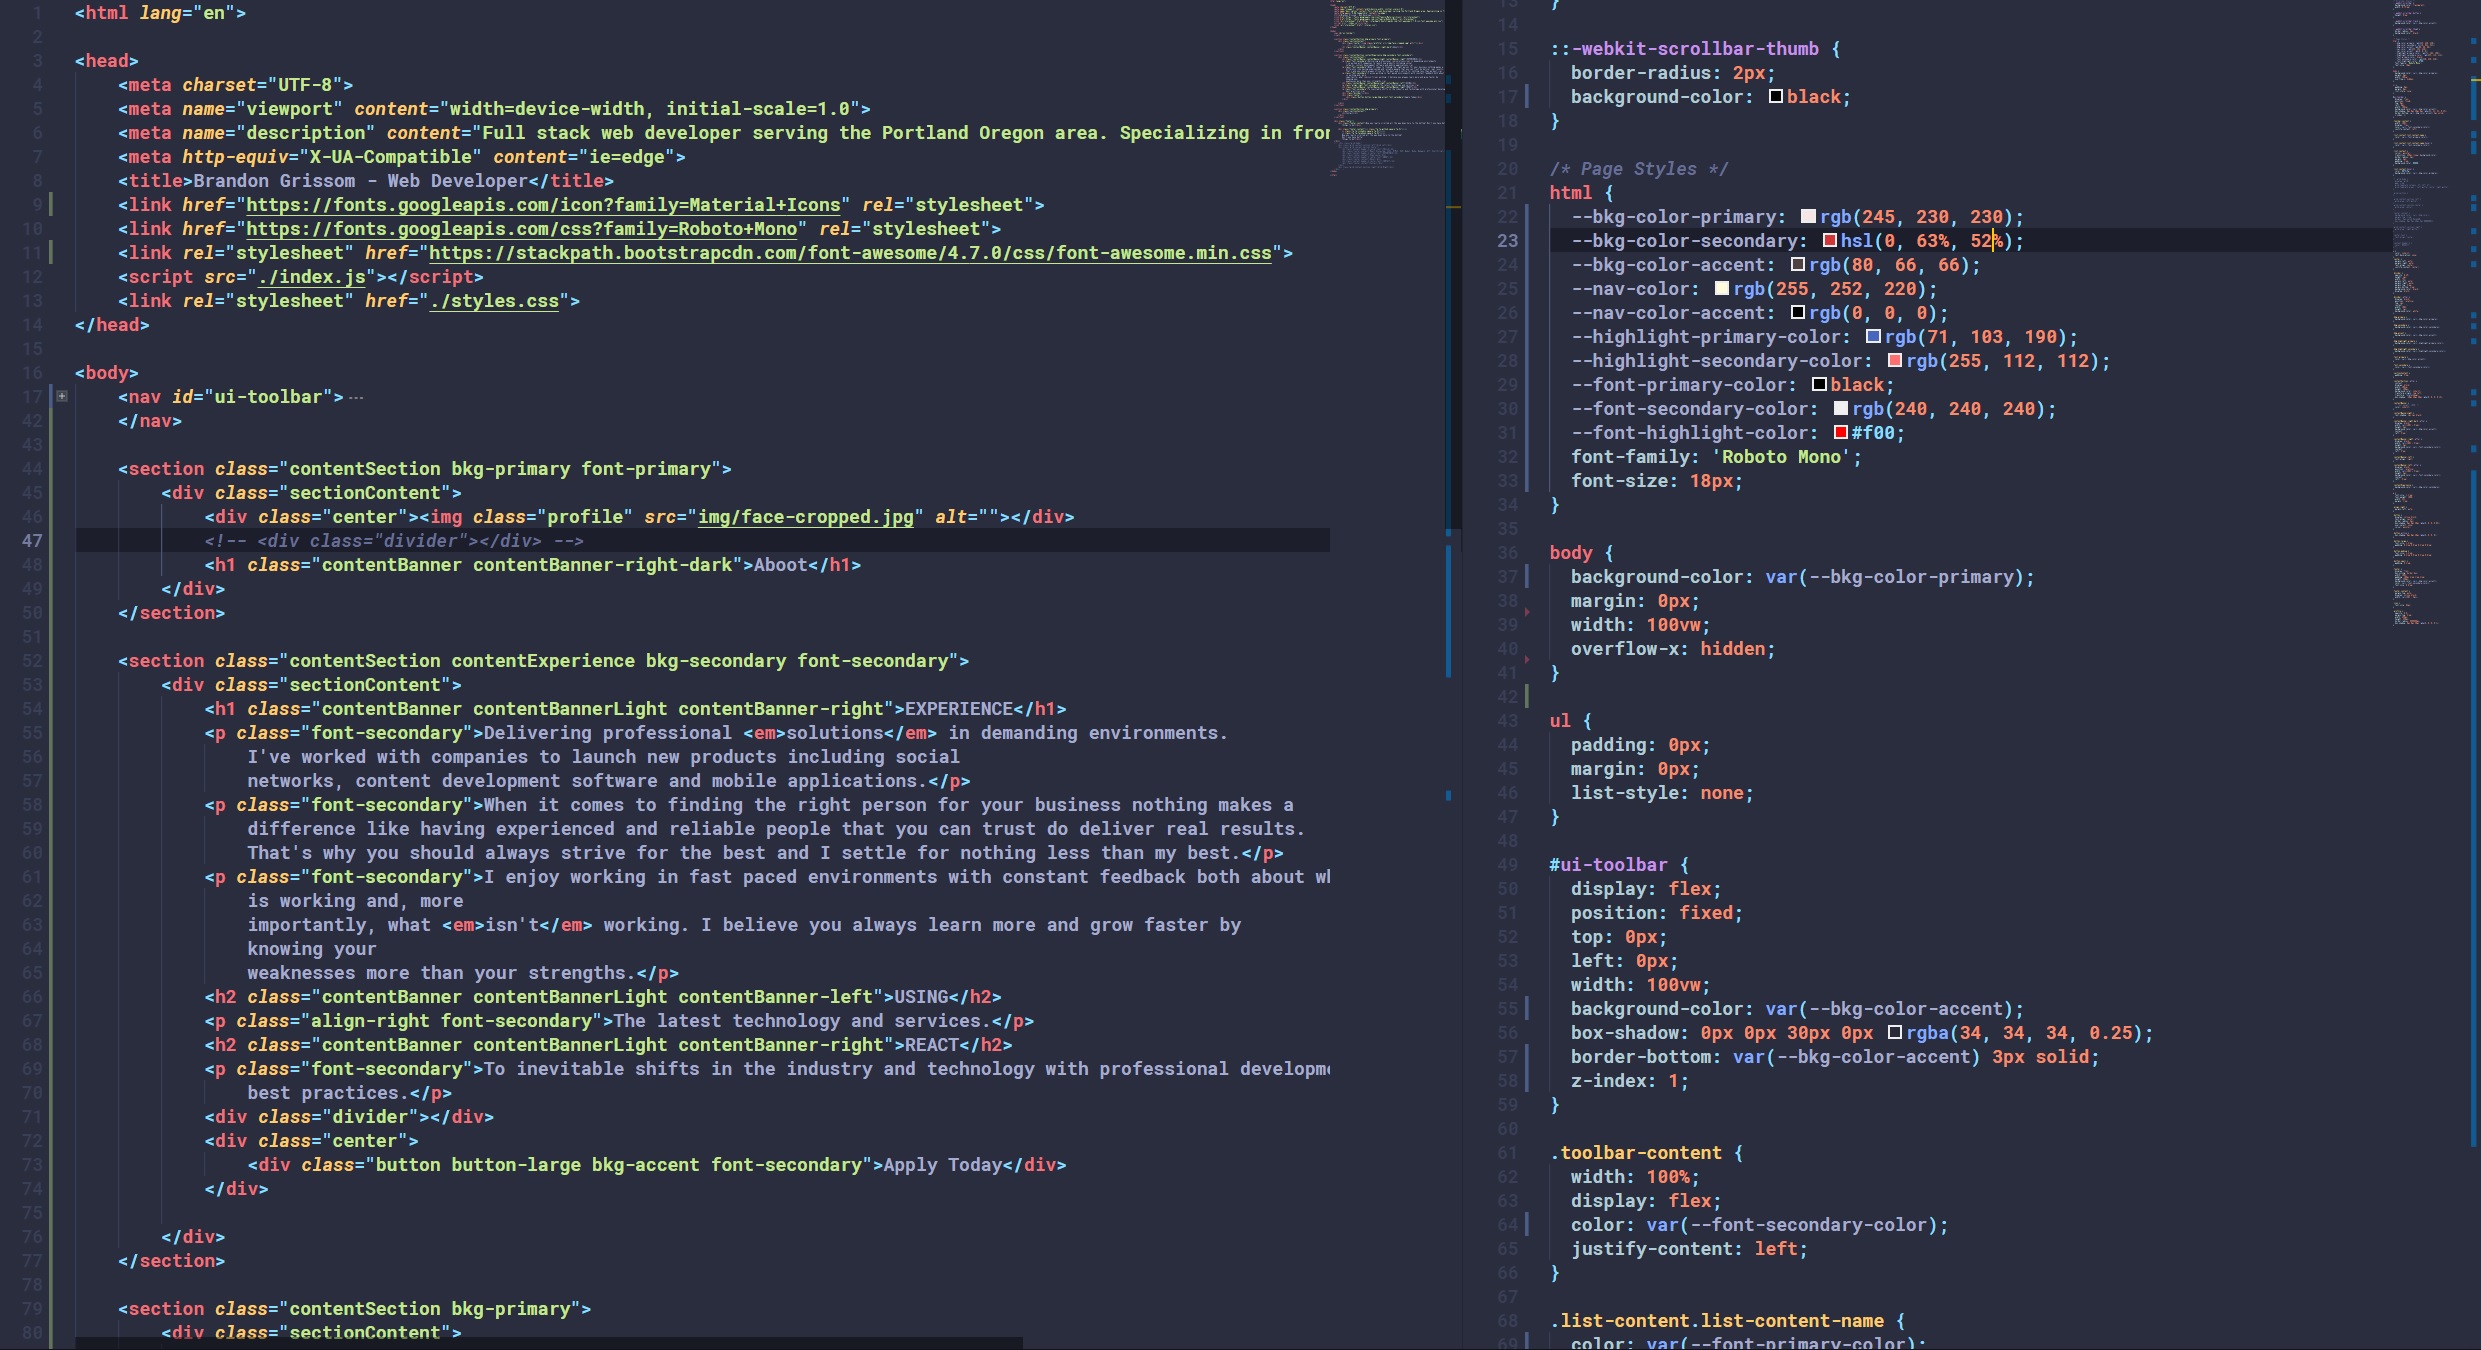 1 <html lang="en">
2
3 <head>
4 <meta charset="UTF-8">
5 <meta name="viewport" content="width=device-width, initial-scale=1.0">
6 <meta name="description" content="Full stack web developer serving the Portland Oregon area. Specializing in
7 <meta http-equiv="X-UA-Compatible" content="ie=edge">
8 <title>Brandon Grissom - Web Developer</title>
9 <link href="https://fonts.googleapis.com/icon?family=Material+Icons" rel="stylesheet">
10 <link href="https://fonts.googleapis.com/css?family=Roboto+Mono" rel="stylesheet">
11 <link rel="stylesheet" href="https://stackpath.bootstrapcdn.com/font-awesome/4.7.0/css/font-awesome.min.css">
12 <script src="./index.js"></script>
13 <link rel="stylesheet" href="./styles.css">
14 </head>
15
16 <body>
17 <nav id="ui-toolbar">…
42 </nav>
43
44 <section class="contentSection bkg-primary font-primary">
45 <div class="sectionContent">
46 <div class="center"><img class="profile" src="img/face-cropped.jpg" alt=""></div>
47 <!-- <div class="divider"></div> -->
48 <h1 class="contentBanner contentBanner-right-dark">Aboot</h1>
49 </div>
50 </section>
51
52 <section class="contentSection contentExperience bkg-secondary font-secondary">
53 <div class="sectionContent">
54 <h1 class="contentBanner contentBannerLight contentBanner-right">EXPERIENCE</h1>
55 <p class="font-secondary">Delivering professional <em>solutions</em> in demanding environments.
56 I've worked with companies to launch new products including social
57 networks, content development software and mobile applications.</p>
58 <p class="font-secondary">When it comes to finding the right person for your business nothing makes a
59 difference like having experienced and reliable people that you can trust do deliver real results.
60 That's why you should always strive for the best and I settle for nothing less than my best.</p>
61 <p class="font-secondary">I enjoy working in fast paced environments with constant feedback both about
62 is working and, more
63 importantly, what <em>isn't</em> working. I believe you always learn more and grow faster by
64 knowing your
65 weaknesses more than your strengths.</p>
66 <h2 class="contentBanner contentBannerLight contentBanner-left">USING</h2>
67 <p class="align-right font-secondary">The latest technology and services.</p>
68 <h2 class="contentBanner contentBannerLight contentBanner-right">REACT</h2>
69 <p class="font-secondary">To inevitable shifts in the industry and technology with professional
70 best practices.</p>
71 <div class="divider"></div>
72 <div class="center">
73 <div class="button button-large bkg-accent font-secondary">Apply Today</div>
74 </div>
75
76 </div>
77 </section>
78
79 <section class="contentSection bkg-primary">
80 <div class="sectionContent">
13 }
14
15 ::-webkit-scrollbar-thumb {
16 border-radius: 2px;
17 background-color: black;
18 }
19
20 /* Page Styles */
21 html {
22 --bkg-color-primary: rgb(245, 230, 230);
23 --bkg-color-secondary: hsl(0, 63%, 52%);
24 --bkg-color-accent: rgb(80, 66, 66);
25 --nav-color: rgb(255, 252, 220);
26 --nav-color-accent: rgb(0, 0, 0);
27 --highlight-primary-color: rgb(71, 103, 190);
28 --highlight-secondary-color: rgb(255, 112, 112);
29 --font-primary-color: black;
30 --font-secondary-color: rgb(240, 240, 240);
31 --font-highlight-color: #f00;
32 font-family: 'Roboto Mono';
33 font-size: 18px;
34 }
35
36 body {
37 background-color: var(--bkg-color-primary);
38 margin: 0px;
39 width: 100vw;
40 overflow-x: hidden;
41 }
42
43 ul {
44 padding: 0px;
45 margin: 0px;
46 list-style: none;
47 }
48
49 #ui-toolbar {
50 display: flex;
51 position: fixed;
52 top: 0px;
53 left: 0px;
54 width: 100vw;
55 background-color: var(--bkg-color-accent);
56 box-shadow: 0px 0px 30px 0px rgba(34, 34, 34, 0.25);
57 border-bottom: var(--bkg-color-accent) 3px solid;
58 z-index: 1;
59 }
60
61 .toolbar-content {
62 width: 100%;
63 display: flex;
64 color: var(--font-secondary-color);
65 justify-content: left;
66 }
67
68 .list-content.list-content-name {
69 color: var(--font-primary-color);